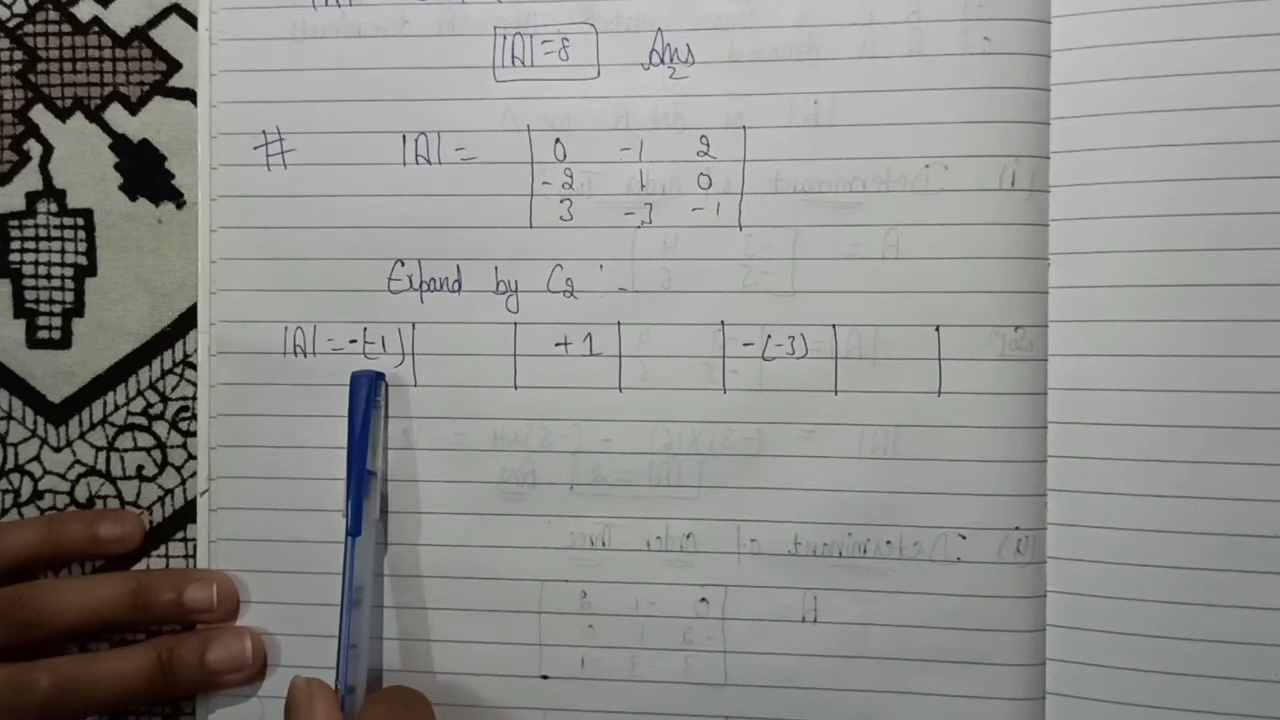 |A|=8 Ans
# |A| = | 0 -1 2 |
| -2 1 0 |
| 3 -3 -1 |
Expand by C2 :-
|A| = -(-1) | | +1 | | -(-3) | |